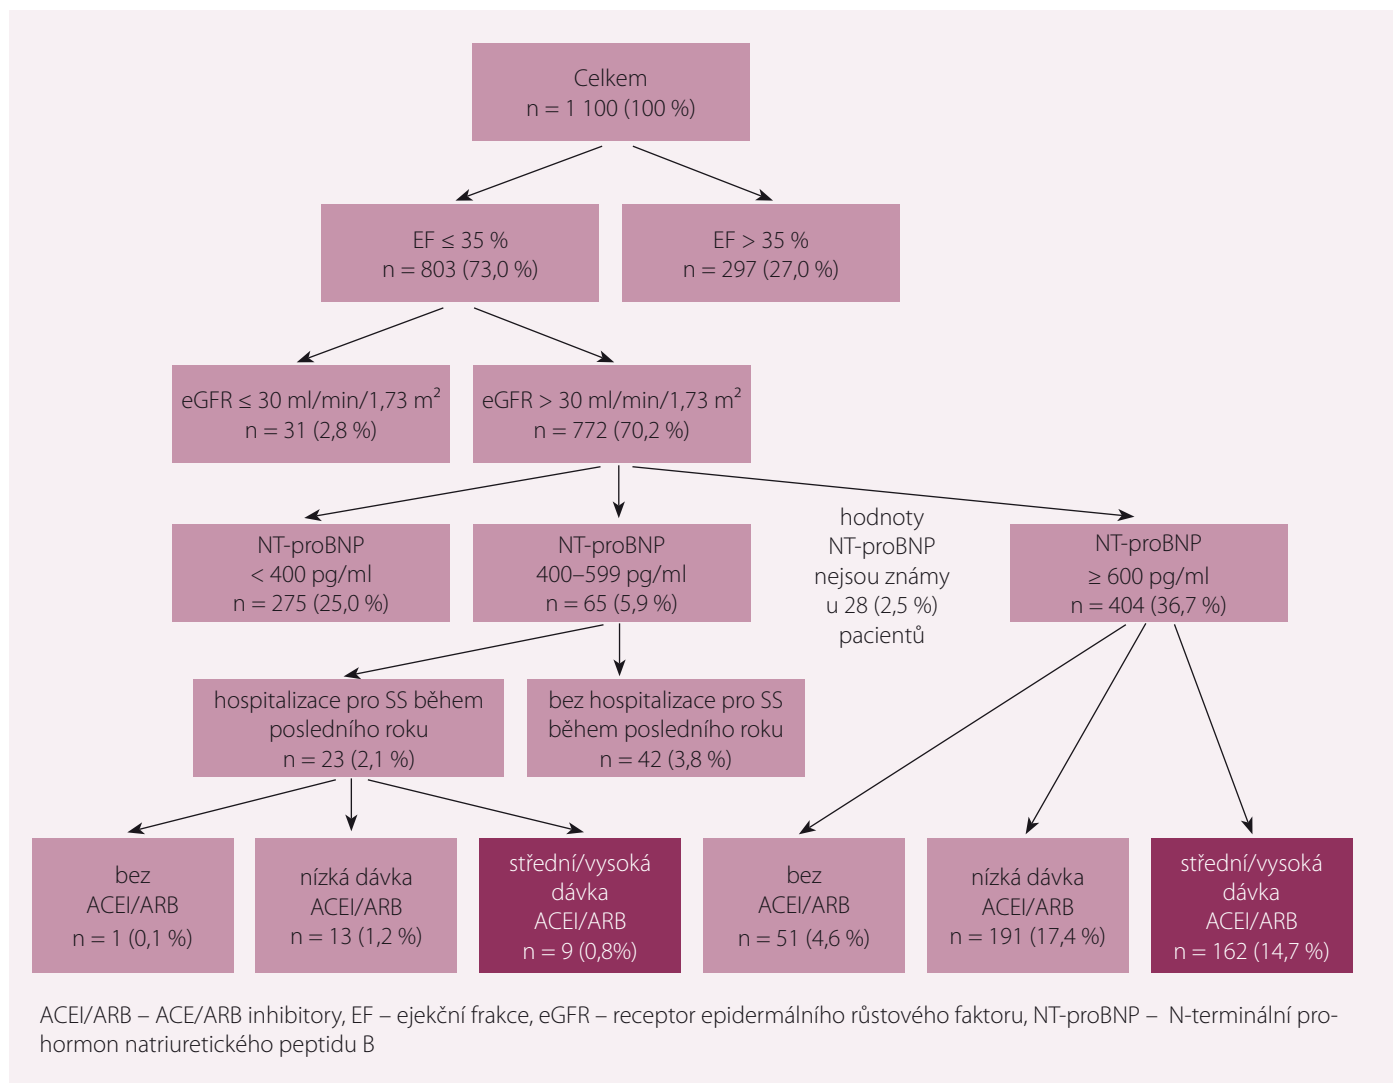 Celkem
n = 1 100 (100 %)
EF ≤ 35 %
n = 803 (73,0 %)
EF > 35 %
n = 297 (27,0 %)
eGFR ≤ 30 ml/min/1,73 m²
n = 31 (2,8 %)
eGFR > 30 ml/min/1,73 m²
n = 772 (70,2 %)
NT-proBNP
< 400 pg/ml
n = 275 (25,0 %)
NT-proBNP
400–599 pg/ml
n = 65 (5,9 %)
hodnoty
NT-proBNP
nejsou známy
u 28 (2,5 %)
pacientů
NT-proBNP
≥ 600 pg/ml
n = 404 (36,7 %)
hospitalizace pro SS během
posledního roku
n = 23 (2,1 %)
bez hospitalizace pro SS
během posledního roku
n = 42 (3,8 %)
bez
ACEI/ARB
n = 1 (0,1 %)
nízká dávka
ACEI/ARB
n = 13 (1,2 %)
střední/vysoká
dávka
ACEI/ARB
n = 9 (0,8%)
bez
ACEI/ARB
n = 51 (4,6 %)
nízká dávka
ACEI/ARB
n = 191 (17,4 %)
střední/vysoká
dávka
ACEI/ARB
n = 162 (14,7 %)
ACEI/ARB – ACE/ARB inhibitory, EF – ejekční frakce, eGFR – receptor epidermálního růstového faktoru, NT-proBNP – N-terminální pro-
hormon natriuretického peptidu B